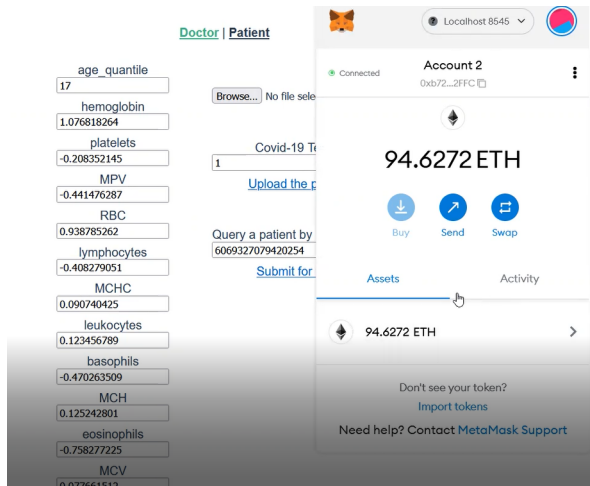 Doctor | Patient
age_quantile
17
hemoglobin
1.076818264
platelets
-0.208352145
MPV
-0.441476287
RBC
0.938785262
lymphocytes
-0.408279051
MCHC
0.090740425
leukocytes
0.123456789
basophils
-0.470263509
MCH
0.125242801
eosinophils
-0.758277225
MCV
Browse... No file sele
Covid-19 Te
1
Upload the p
Query a patient by
6069327079420254
Submit for
Localhost 8545
Connected
Account 2
0xb72...2FFC
94.6272 ETH
Buy Send Swap
Assets Activity
94.6272 ETH
Don't see your token?
Import tokens
Need help? Contact MetaMask Support